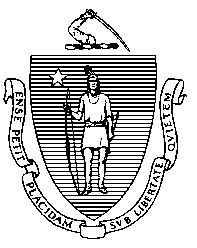 ENSE PETIT
PLACIDAM
SVB LIBERTATE
QVIETEM